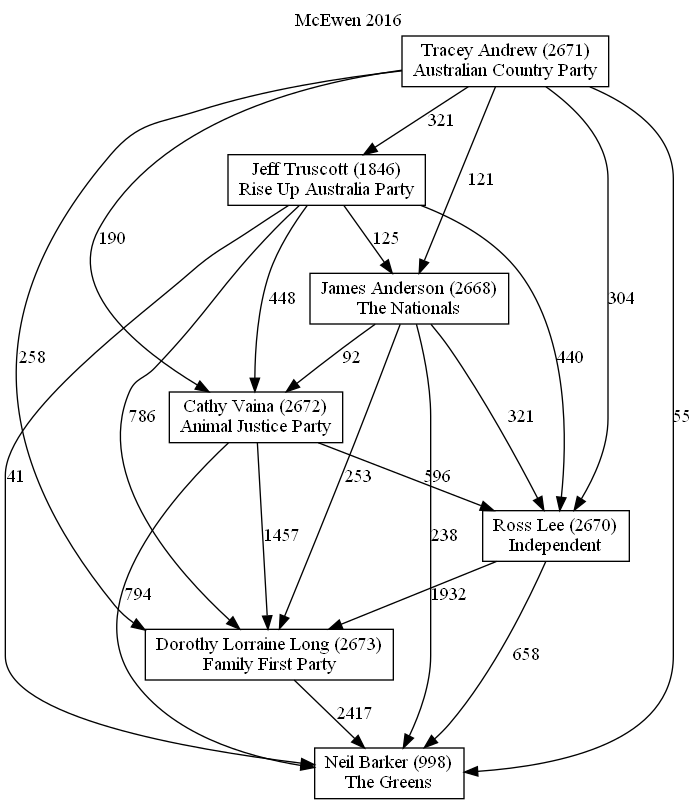 McEwen 2016
Tracey Andrew (2671)
Australian Country Party
321
Jeff Truscott (1846)
Rise Up Australia Party
121
190
125
James Anderson (2668)
The Nationals
448
304
258
92
440
Cathy Vaina (2672)
Animal Justice Party
786
321
55
41
253
596
Ross Lee (2670)
Independent
1457
238
794
1932
Dorothy Lorraine Long (2673)
Family First Party
658
2417
Neil Barker (998)
The Greens